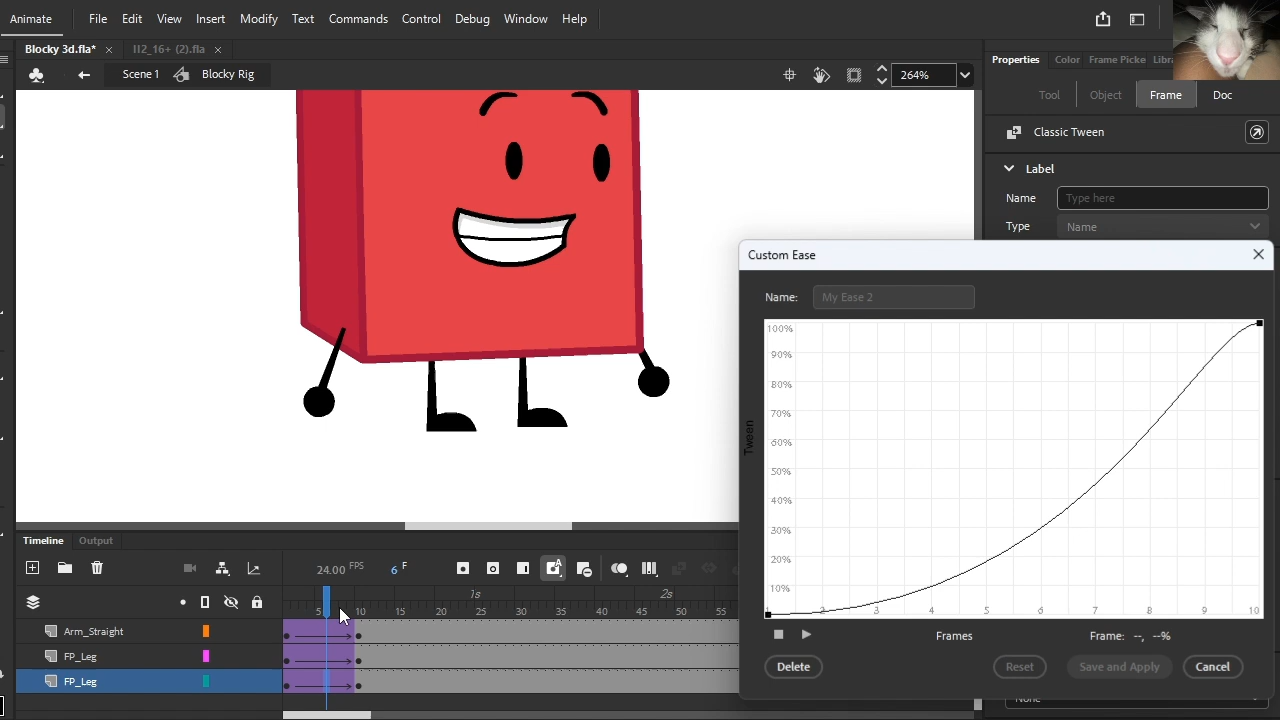 Animate File Edit View Insert Modify Text Commands Control Debug Window Help
Blocky 3d.fla* II2_16+ (2).fla
Scene 1 Blocky Rig 264%
Properties Color Frame Picke Libra
Tool Object Frame Doc
Classic Tween
Label
Name Type here
Type Name
Custom Ease
Name: My Ease 2
100%
90%
80%
70%
60%
50%
40%
30%
20%
10%
Tween
1 2 3 4 5 6 7 8 9 10
Frames Frame: --, --%
Delete Reset Save and Apply Cancel
None
Timeline Output
24.00 FPS 6 F
1s 2s
5 10 15 20 25 30 35 40 45 50 55
Arm_Straight
FP_Leg
FP_Leg